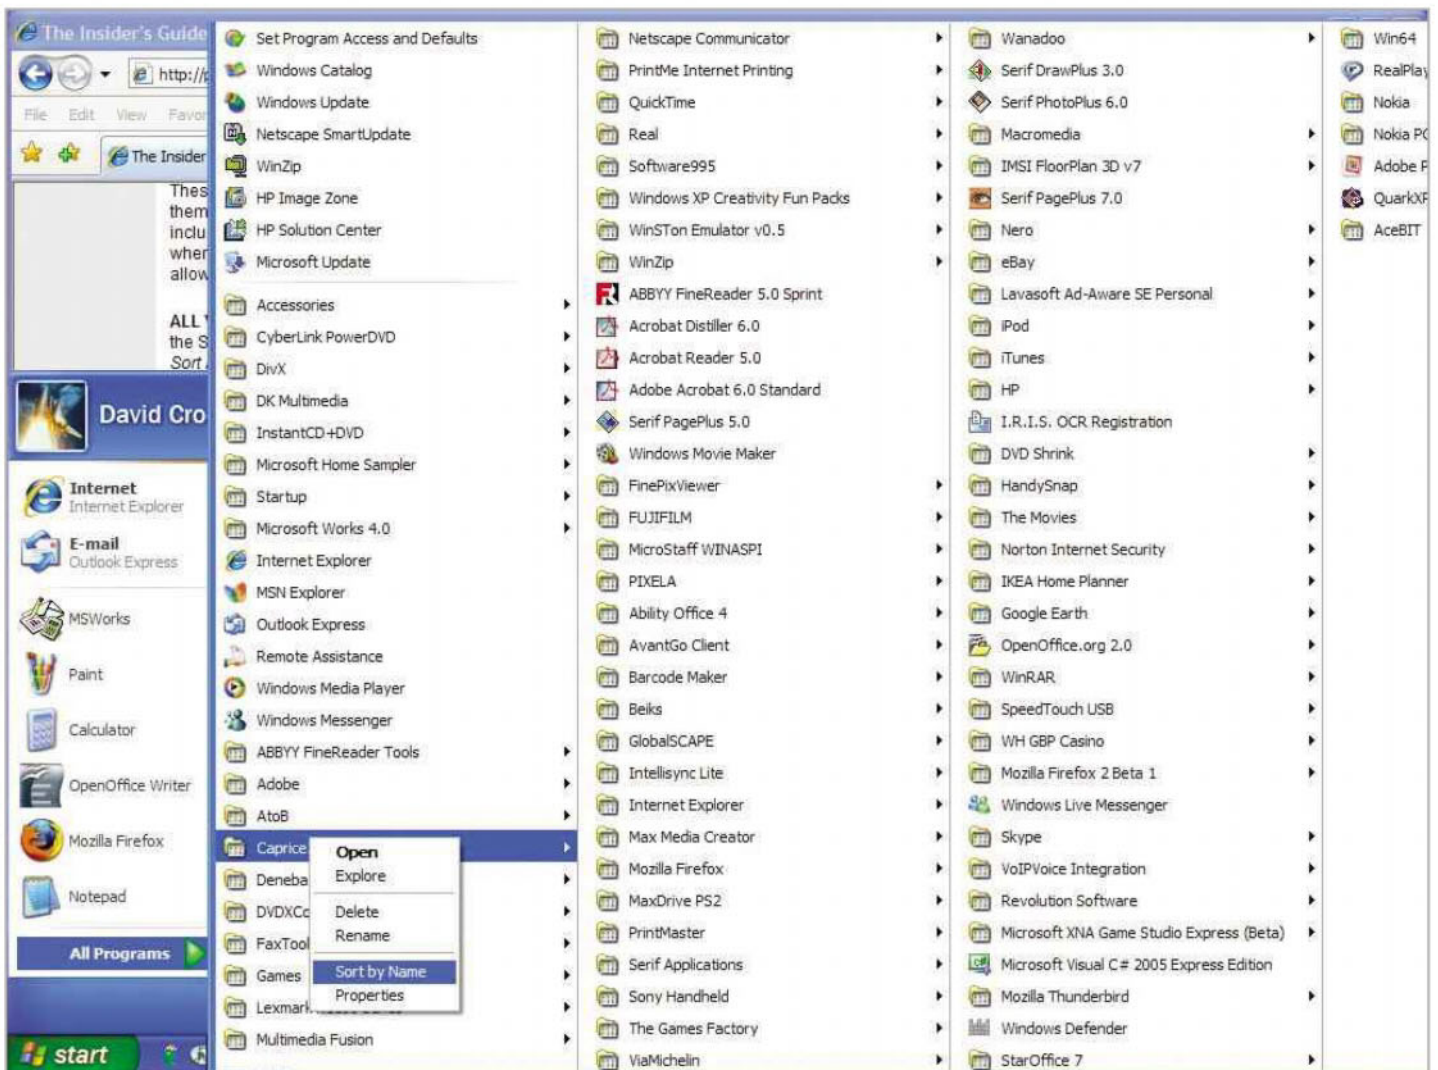 The Insider's Guide
http://p
File Edit View Favor
The Insider
Thes
them
inclu
wher
allow
ALL
the S
Sort
David Cro
Internet
Internet Explorer
E-mail
Outlook Express
MSWorks
Paint
Calculator
OpenOffice Writer
Mozilla Firefox
Notepad
All Programs
start
Set Program Access and Defaults
Windows Catalog
Windows Update
Netscape SmartUpdate
WinZip
HP Image Zone
HP Solution Center
Microsoft Update
Accessories
CyberLink PowerDVD
DivX
DK Multimedia
InstantCD+DVD
Microsoft Home Sampler
Startup
Microsoft Works 4.0
Internet Explorer
MSN Explorer
Outlook Express
Remote Assistance
Windows Media Player
Windows Messenger
ABBYY FineReader Tools
Adobe
AtoB
Caprice
Deneba
DVDXCo
FaxTool
Games
Lexmark
Multimedia Fusion
Open
Explore
Delete
Rename
Sort by Name
Properties
Netscape Communicator
PrintMe Internet Printing
QuickTime
Real
Software995
Windows XP Creativity Fun Packs
WinSTon Emulator v0.5
WinZip
ABBYY FineReader 5.0 Sprint
Acrobat Distiller 6.0
Acrobat Reader 5.0
Adobe Acrobat 6.0 Standard
Serif PagePlus 5.0
Windows Movie Maker
FinePixViewer
FUJIFILM
MicroStaff WINASPI
PIXELA
Ability Office 4
AvantGo Client
Barcode Maker
Beiks
GlobalSCAPE
Intellisync Lite
Internet Explorer
Max Media Creator
Mozilla Firefox
MaxDrive PS2
PrintMaster
Serif Applications
Sony Handheld
The Games Factory
ViaMichelin
Wanadoo
Serif DrawPlus 3.0
Serif PhotoPlus 6.0
Macromedia
IMSI FloorPlan 3D v7
Serif PagePlus 7.0
Nero
eBay
Lavasoft Ad-Aware SE Personal
iPod
iTunes
HP
I.R.I.S. OCR Registration
DVD Shrink
HandySnap
The Movies
Norton Internet Security
IKEA Home Planner
Google Earth
OpenOffice.org 2.0
WinRAR
SpeedTouch USB
WH GBP Casino
Mozilla Firefox 2 Beta 1
Windows Live Messenger
Skype
VoIPVoice Integration
Revolution Software
Microsoft XNA Game Studio Express (Beta)
Microsoft Visual C# 2005 Express Edition
Mozilla Thunderbird
Windows Defender
StarOffice 7
Win64
RealPlay
Nokia
Nokia PC
Adobe P
QuarkXP
AceBIT